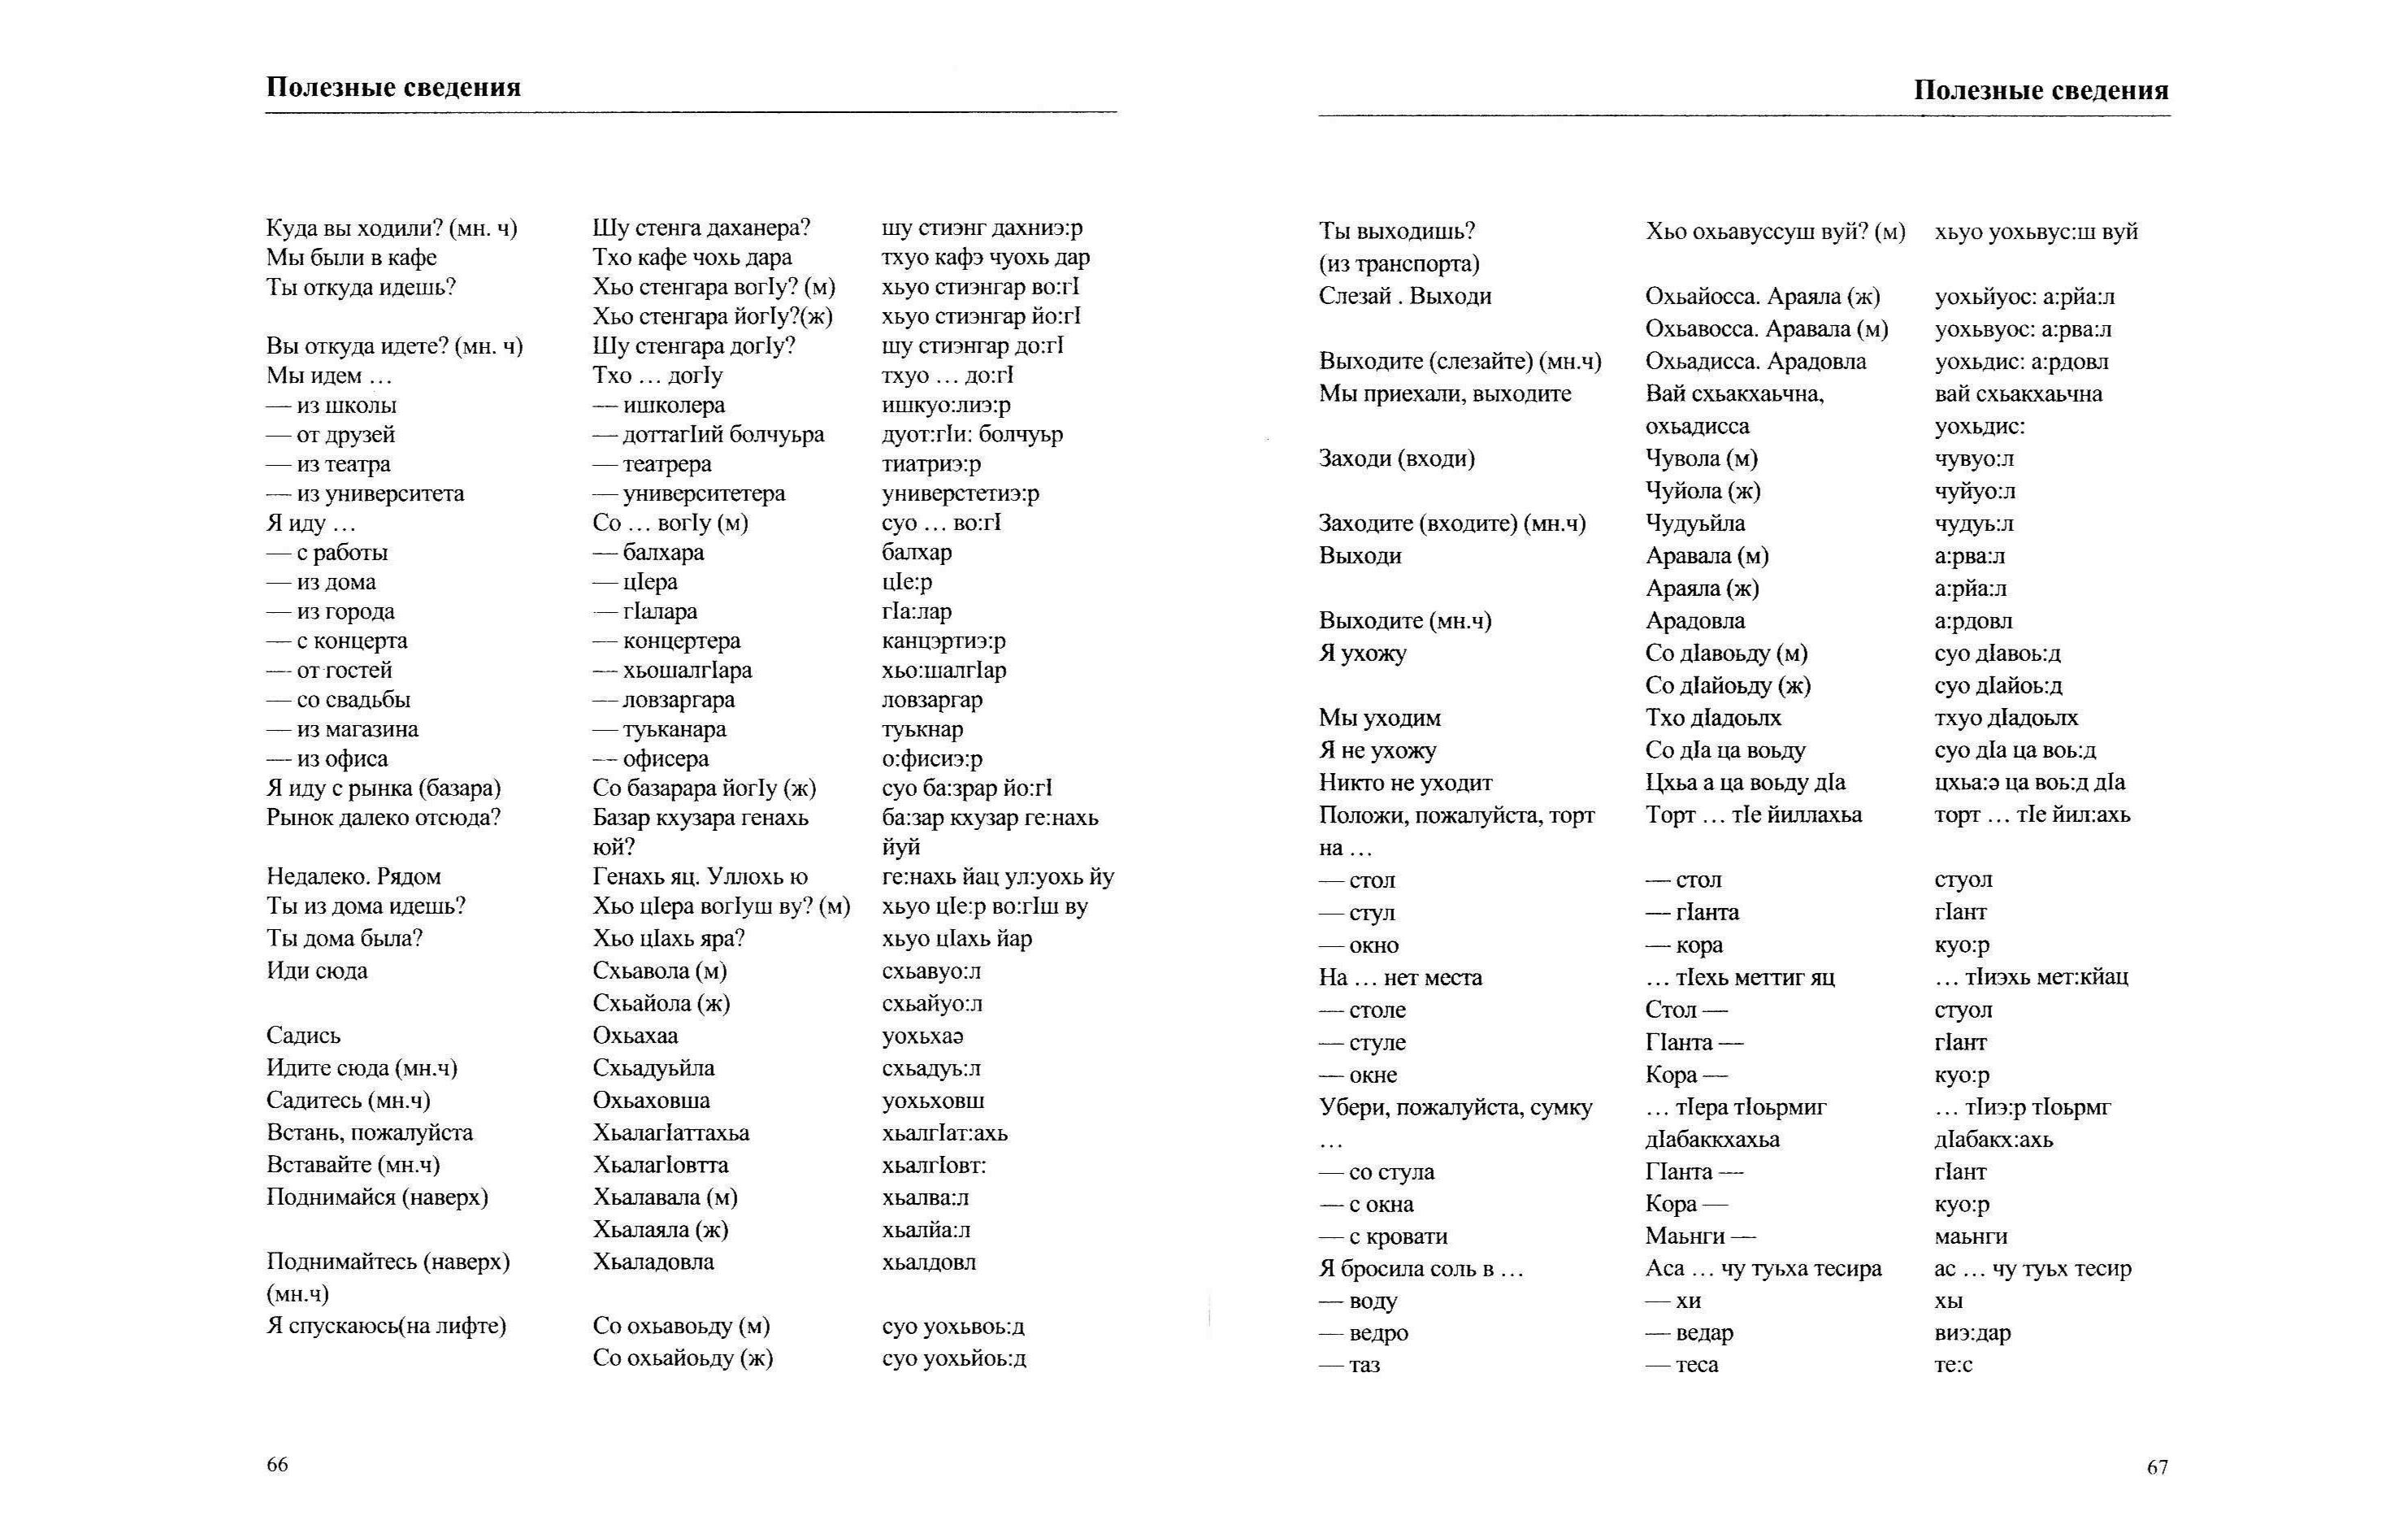 Полезные сведения
Куда вы ходили? (мн. ч) Шу стенга даханера? шу стиэнг дахниэ:р
Мы были в кафе Тхо кафе чохь дара тхуо кафэ чуохь дар
Ты откуда идешь? Хьо стенгара вогIу? (м) хьуо стиэнгар во:гI
Хьо стенгара йогIу?(ж) хьуо стиэнгар йо:гI
Вы откуда идете? (мн. ч) Шу стенгара догIу? шу стиэнгар до:гI
Мы идем ... Тхо ... догIу тхуо ... до:гI
— из школы — ишколера ишкуо:лиэ:р
— от друзей — доттагIий болчуьра дуот:гIи: болчуьр
— из театра — театрера тиатриэ:р
— из университета — университетера универстетиэ:р
Я иду ... Со ... вогIу (м) суо ... во:гI
— с работы — балхара балхар
— из дома — цIера цIе:р
— из города — гIалара гIа:лар
— с концерта — концертера канцэртиэ:р
— от гостей — хьошалгIара хьо:шалгIар
— со свадьбы — ловзаргара ловзаргар
— из магазина — туьканара туькнар
— из офиса — офисера о:фисиэ:р
Я иду с рынка (базара) Со базарара йогIу (ж) суо ба:зрар йо:гI
Рынок далеко отсюда? Базар кхузара генахь ба:зар кхузар ге:нахь
юй? йуй
Недалеко. Рядом Генахь яц. Уллохь ю ге:нахь йац ул:уохь йу
Ты из дома идешь? Хьо цIера вогIуш ву? (м) хьуо цIе:р во:гIш ву
Ты дома была? Хьо цIахь яра? хьуо цIахь йар
Иди сюда Схьавола (м) схьавуо:л
Схьайола (ж) схьайуо:л
Садись Охьахаа уохьхаэ
Идите сюда (мн.ч) Схьадуьйла схьадуь:л
Садитесь (мн.ч) Охьаховша уохьховш
Встань, пожалуйста ХьалагIаттахьа хьалгIат:ахь
Вставайте (мн.ч) ХьалагIовтта хьалгIовт:
Поднимайся (наверх) Хьалавала (м) хьалва:л
Хьалаяла (ж) хьалйа:л
Поднимайтесь (наверх) Хьаладовла хьалдовл
(мн.ч)
Я спускаюсь(на лифте) Со охьавоьду (м) суо уохьвоь:д
Со охьайоьду (ж) суо уохьйоь:д
66
Полезные сведения
Ты выходишь? Хьо охьавуссуш вуй? (м) хьуо уохьвус:ш вуй
(из транспорта)
Слезай . Выходи Охьайосса. Араяла (ж) уохьйуос: а:рйа:л
Охьавосса. Аравала (м) уохьвуос: а:рва:л
Выходите (слезайте) (мн.ч) Охьадисса. Арадовла уохьдис: а:рдовл
Мы приехали, выходите Вай схьакхаьчна, вай схьакхаьчна
охьадисса уохьдис:
Заходи (входи) Чувола (м) чувуо:л
Чуйола (ж) чуйуо:л
Заходите (входите) (мн.ч) Чудуьйла чудуь:л
Выходи Аравала (м) а:рва:л
Араяла (ж) а:рйа:л
Выходите (мн.ч) Арадовла а:рдовл
Я ухожу Со дIавоьду (м) суо дIавоь:д
Со дIайоьду (ж) суо дIайоь:д
Мы уходим Тхо дIадоьлх тхуо дIадоьлх
Я не ухожу Со дIа ца воьду суо дIа ца воь:д
Никто не уходит Цхьа а ца воьду дIа цхьа:э ца воь:д дIа
Положи, пожалуйста, торт Торт ... тIе йиллахьа торт ... тIе йил:ахь
на ...
— стол — стол стуол
— стул — гIанта гIант
— окно — кора куо:р
На ... нет места ... тIехь меттиг яц ... тIиэхь мет:кйац
— столе Стол — стуол
— стуле ГIанта — гIант
— окне Кора — куо:р
Убери, пожалуйста, сумку ... тIера тIоьрмиг ... тIиэ:р тIоьрмг
... дIабаккхахьа дIабакх:ахь
— со стула ГIанта — гIант
— с окна Кора — куо:р
— с кровати Маьнги — маьнги
Я бросила соль в ... Аса ... чу туьха тесира ас ... чу туьх тесир
— воду — хи хы
— ведро — ведар виэ:дар
— таз — теса те:с
67